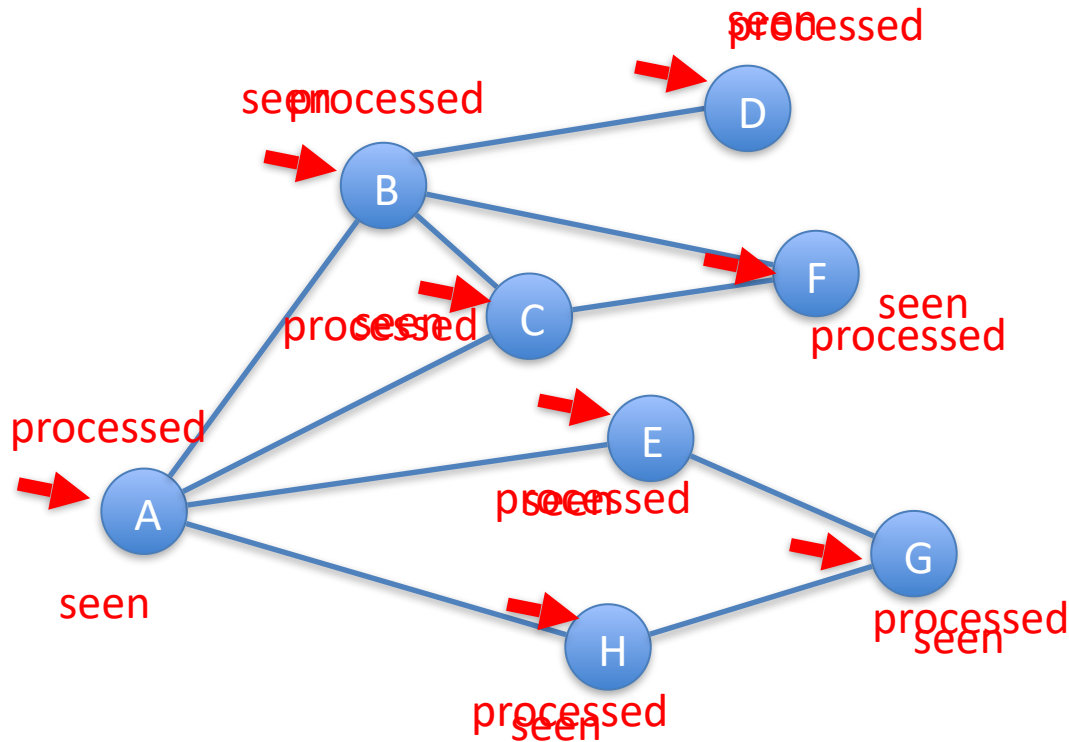 seen
processed
D
seen
processed
B
F
seen
processed
C
seen
processed
processed
E
processed
seen
A
G
seen
processed
seen
H
processed
seen